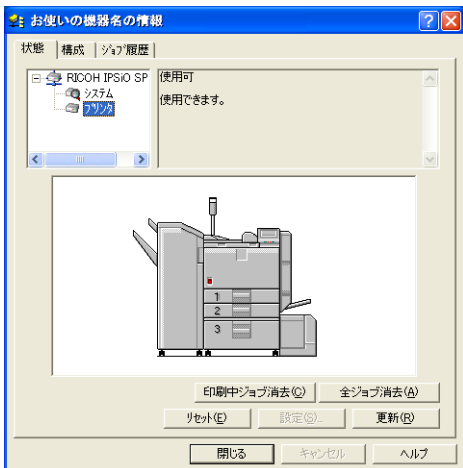 お使いの機器名の情報
状態 構成 ｼﾞｮﾌﾞ履歴
RICOH IPSiO SP
システム
プリンタ
使用可
使用できます。
1
2
3
印刷中ジョブ消去(C) 全ジョブ消去(A)
リセット(E) 設定(S)... 更新(R)
閉じる キャンセル ヘルプ